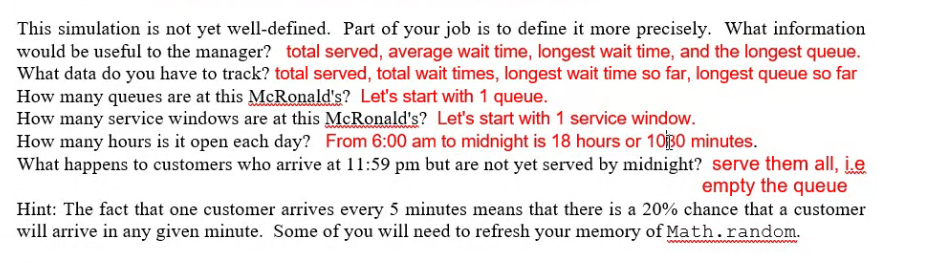 This simulation is not yet well-defined. Part of your job is to define it more precisely. What information
would be useful to the manager? total served, average wait time, longest wait time, and the longest queue.
What data do you have to track? total served, total wait times, longest wait time so far, longest queue so far
How many queues are at this McRonald's? Let's start with 1 queue.
How many service windows are at this McRonald's? Let's start with 1 service window.
How many hours is it open each day? From 6:00 am to midnight is 18 hours or 1080 minutes.
What happens to customers who arrive at 11:59 pm but are not yet served by midnight? serve them all, i.e
empty the queue
Hint: The fact that one customer arrives every 5 minutes means that there is a 20% chance that a customer
will arrive in any given minute. Some of you will need to refresh your memory of Math.random.